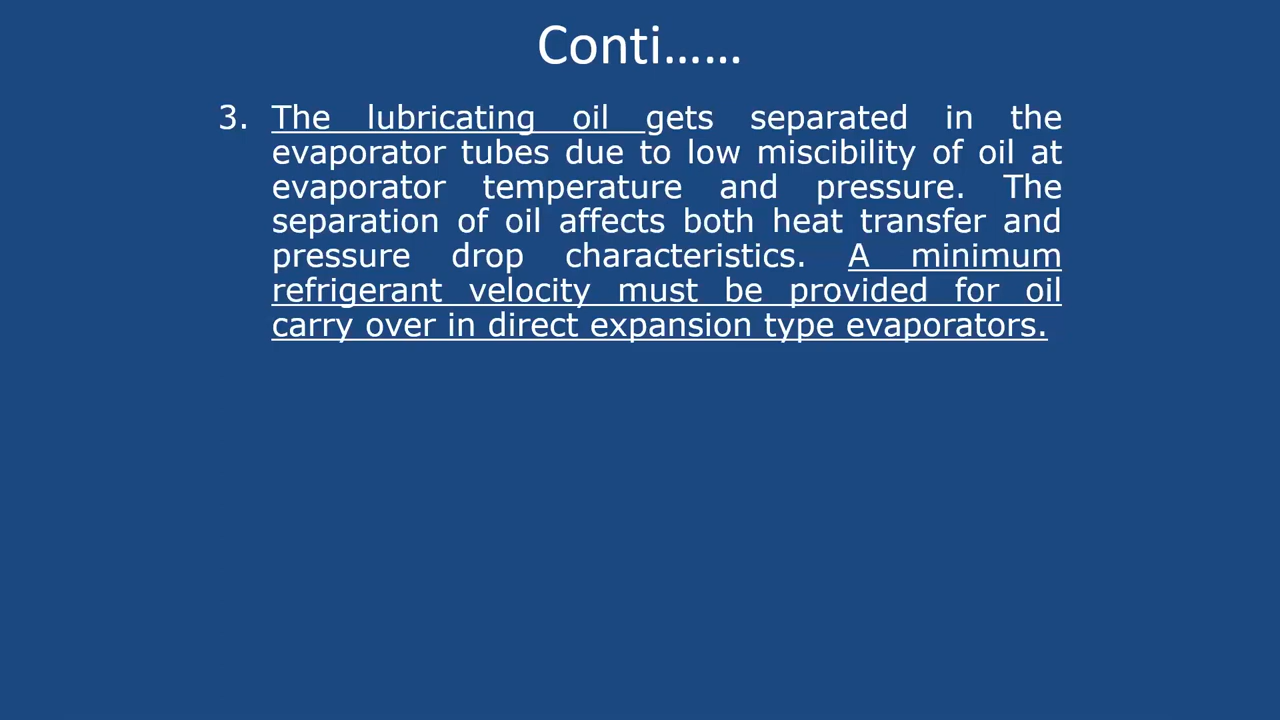 Conti......
3. The lubricating oil gets separated in the
evaporator tubes due to low miscibility of oil at
evaporator temperature and pressure. The
separation of oil affects both heat transfer and
pressure drop characteristics. A minimum
refrigerant velocity must be provided for oil
carry over in direct expansion type evaporators.